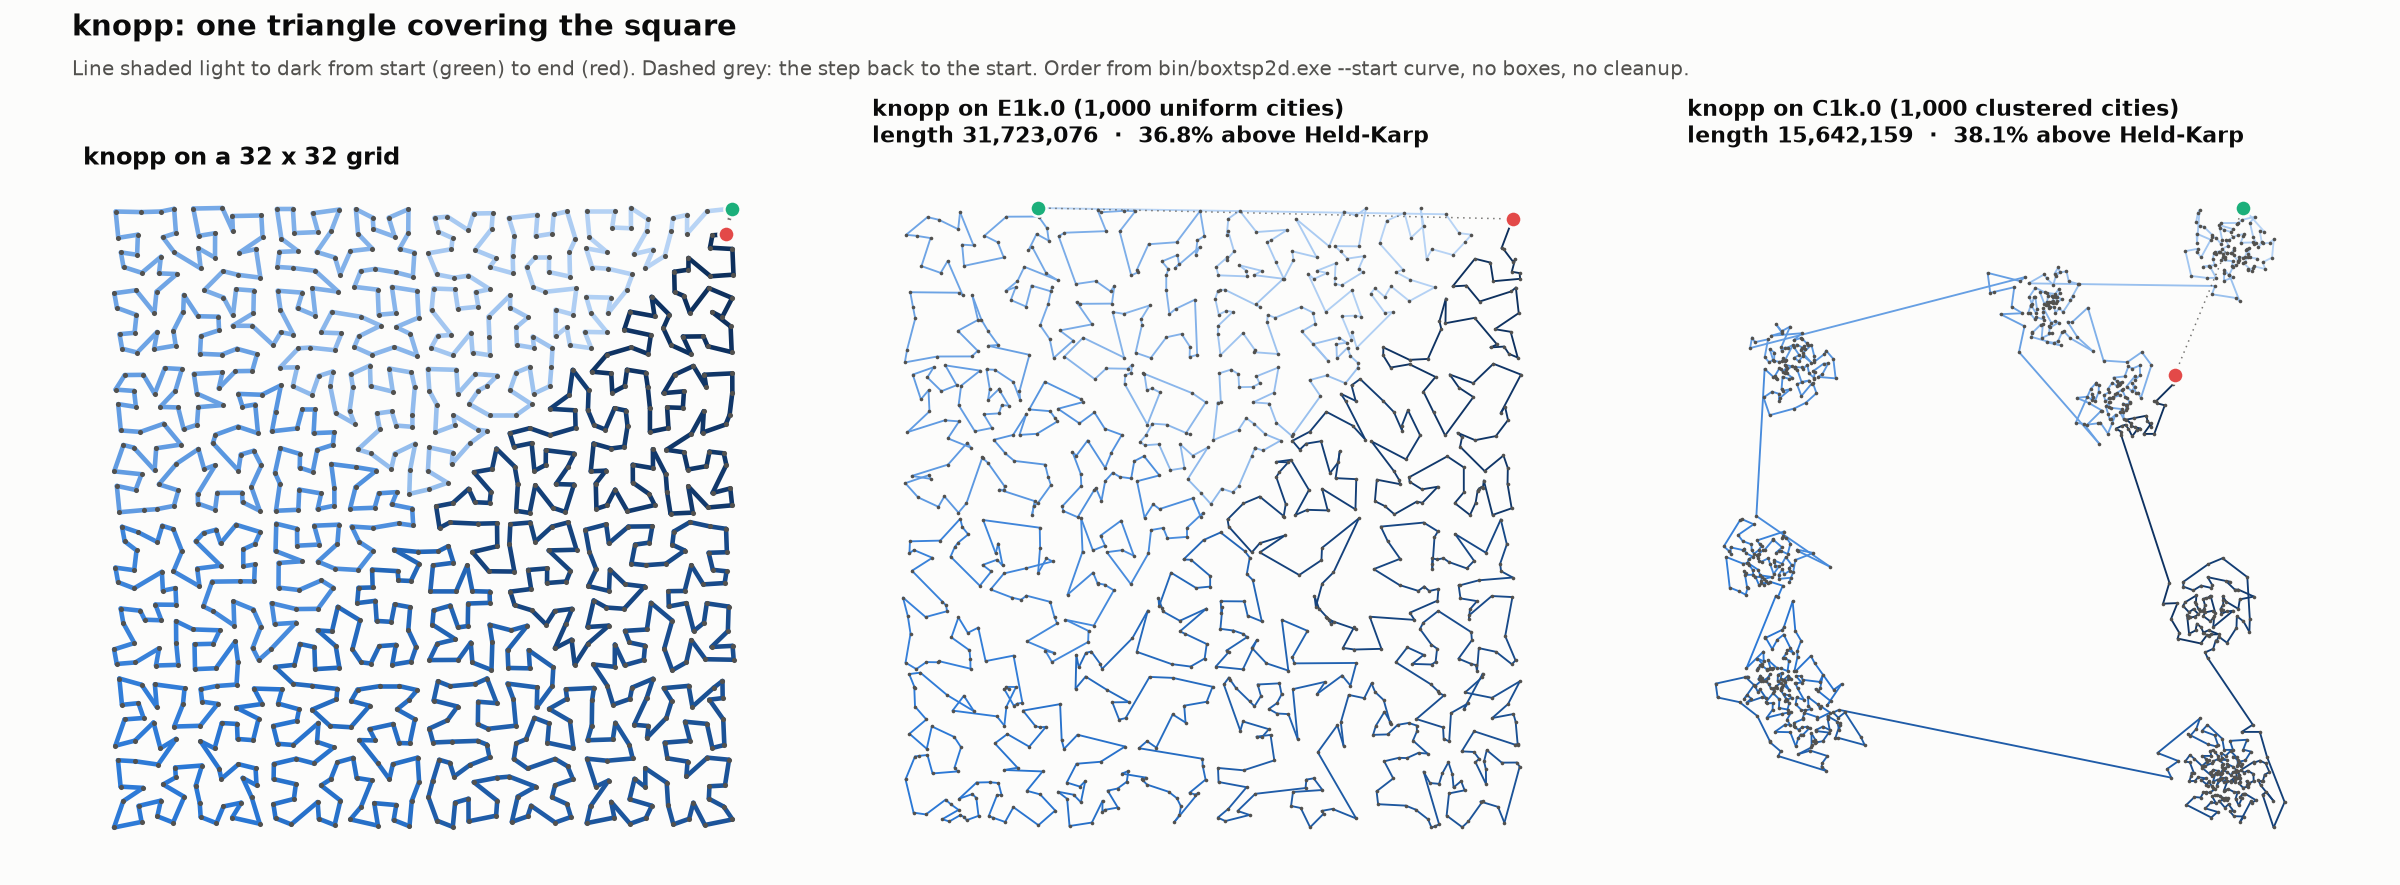 knopp: one triangle covering the square
Line shaded light to dark from start (green) to end (red). Dashed grey: the step back to the start. Order from bin/boxtsp2d.exe --start curve, no boxes, no cleanup.
knopp on a 32 x 32 grid
knopp on E1k.0 (1,000 uniform cities)
length 31,723,076 · 36.8% above Held-Karp
knopp on C1k.0 (1,000 clustered cities)
length 15,642,159 · 38.1% above Held-Karp